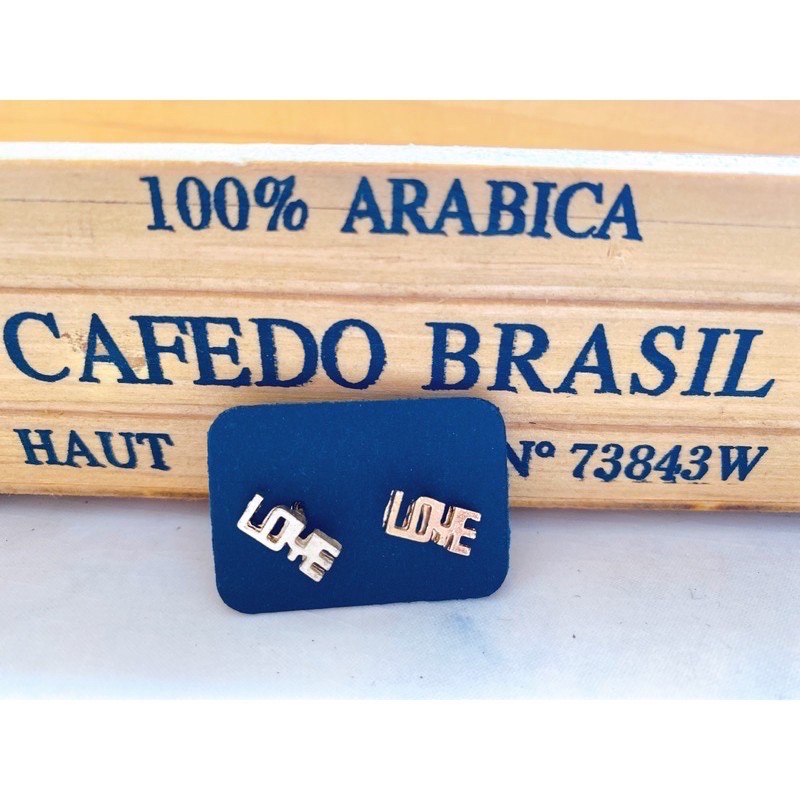 100% ARABICA
CAFEDO BRASIL
HAUT Nº 73843W
LOVE LOVE